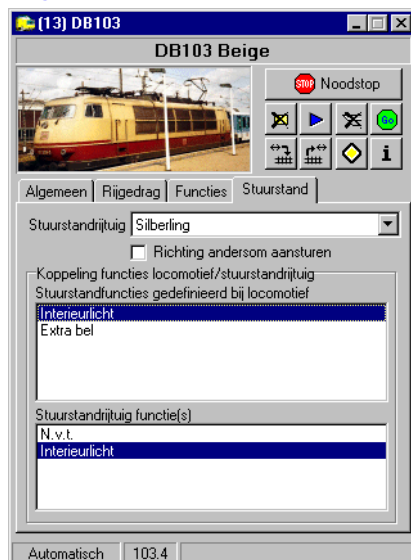 (13) DB103
DB103 Beige
STOP Noodstop
Go
i
Algemeen Rijgedrag Functies Stuurstand
Stuurstandrijtuig Silberling
Richting andersom aansturen
Koppeling functies locomotief/stuurstandrijtuig
Stuurstandfuncties gedefinieerd bij locomotief
Interieurlicht
Extra bel
Stuurstandrijtuig functie(s)
N.v.t.
Interieurlicht
Automatisch 103.4